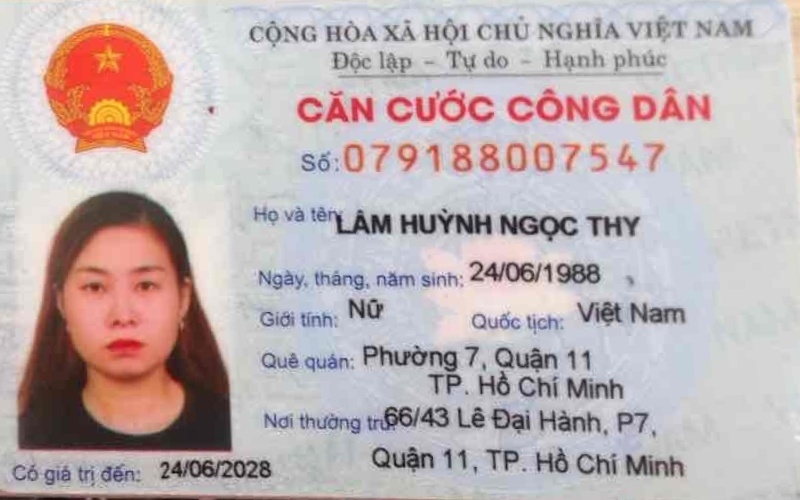 CỘNG HÒA XÃ HỘI CHỦ NGHĨA VIỆT NAM
Độc lập - Tự do - Hạnh phúc
CĂN CƯỚC CÔNG DÂN
Số: 079188007547
Họ và tên: LÂM HUỲNH NGỌC THY
Ngày, tháng, năm sinh: 24/06/1988
Giới tính: Nữ Quốc tịch: Việt Nam
Quê quán: Phường 7, Quận 11
TP. Hồ Chí Minh
Nơi thường trú: 66/43 Lê Đại Hành, P7,
Quận 11, TP. Hồ Chí Minh
Có giá trị đến: 24/06/2028